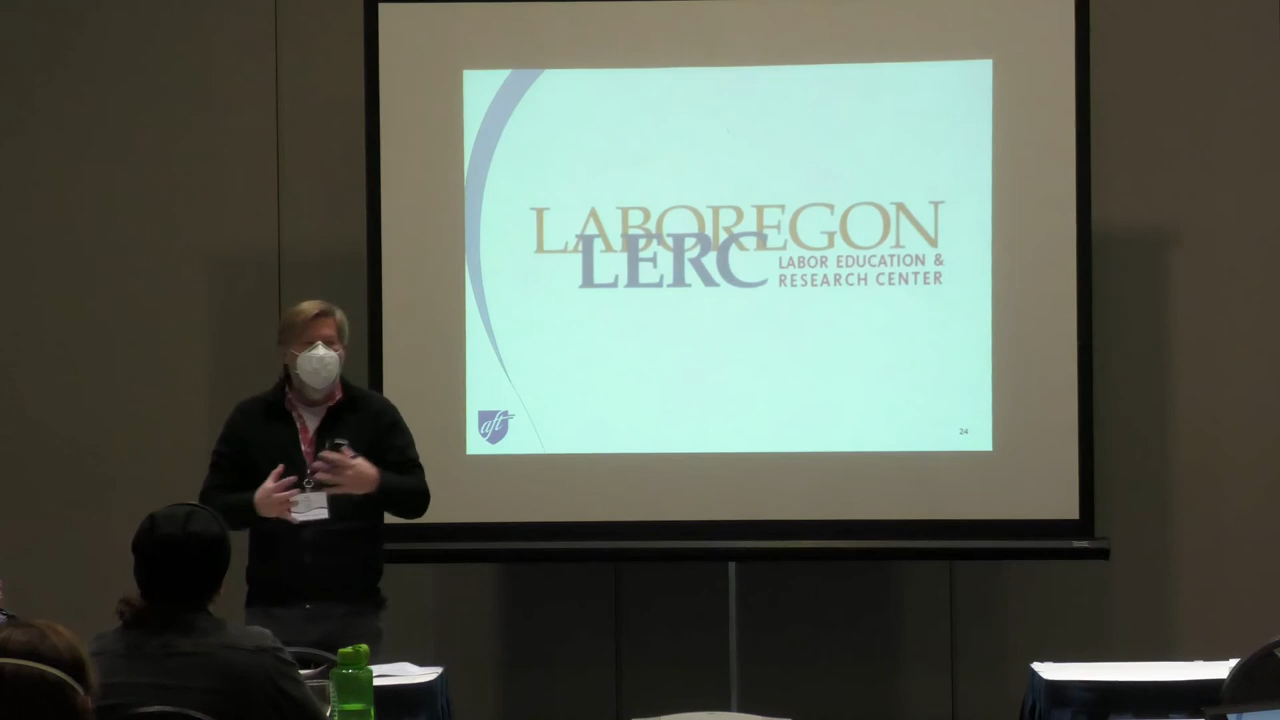 LABOREGON
LERC
LABOR EDUCATION &
RESEARCH CENTER
aft
24